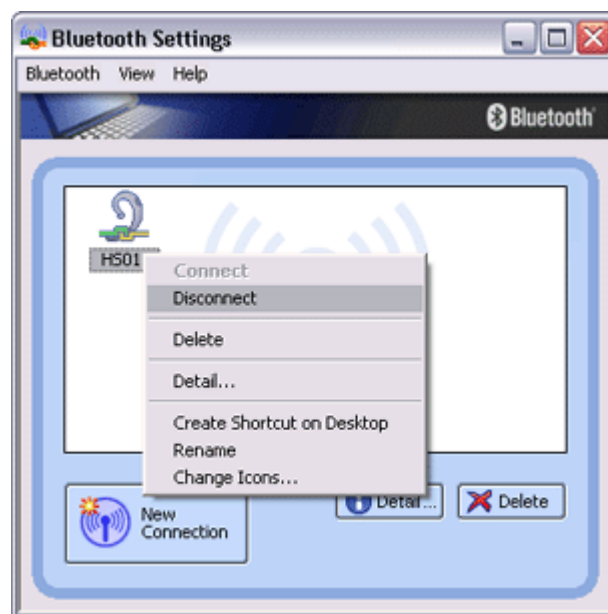 Bluetooth Settings
Bluetooth View Help
Bluetooth
HS01
Connect
Disconnect
Delete
Detail...
Create Shortcut on Desktop
Rename
Change Icons...
New
Connection
Detail...
Delete